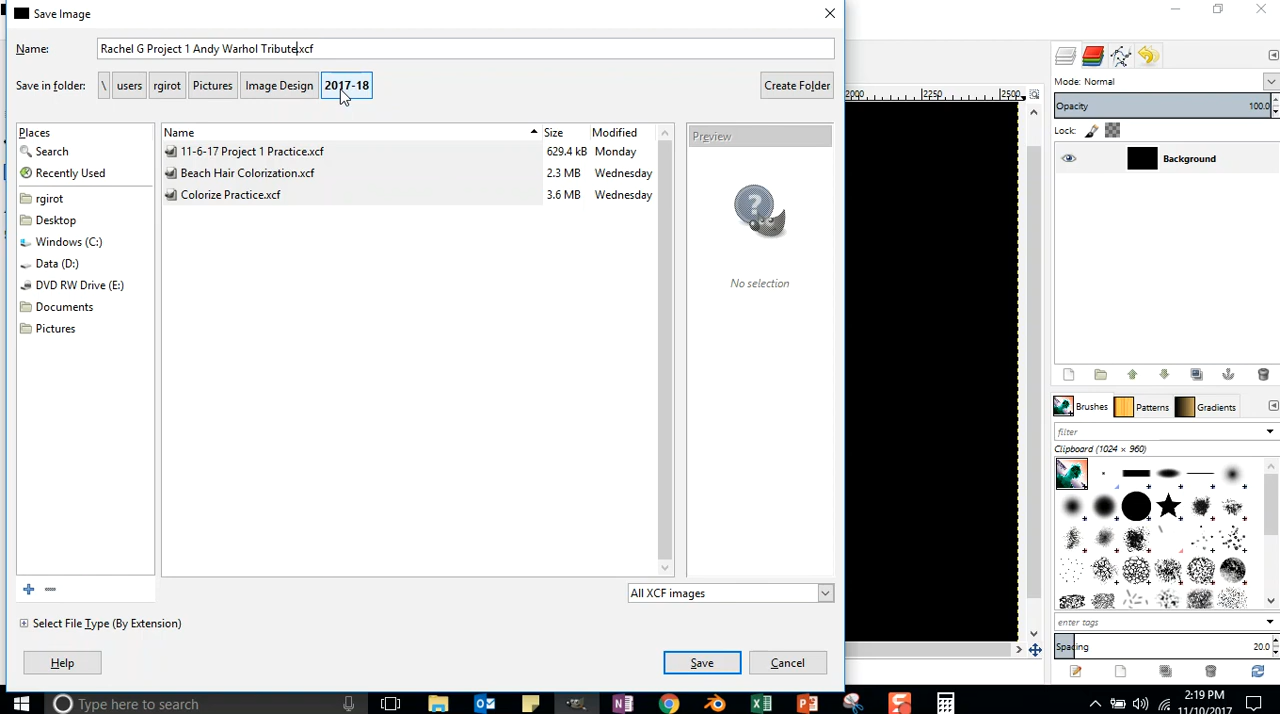 Save Image
Name: Rachel G Project 1 Andy Warhol Tribute.xcf
Save in folder: \ users rgirot Pictures Image Design 2017-18 Create Folder
Places
Search
Recently Used
rgirot
Desktop
Windows (C:)
Data (D:)
DVD RW Drive (E:)
Documents
Pictures
Name Size Modified
11-6-17 Project 1 Practice.xcf 629.4 kB Monday
Beach Hair Colorization.xcf 2.3 MB Wednesday
Colorize Practice.xcf 3.6 MB Wednesday
Preview
No selection
All XCF images
Select File Type (By Extension)
Help Save Cancel
2000 2250 2500
Mode: Normal
Opacity 100.0
Lock:
Background
Brushes Patterns Gradients
filter
Clipboard (1024 × 960)
enter tags
Spacing 20.0
Type here to search
2:19 PM
11/10/2017